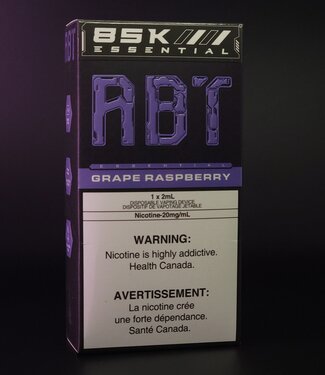 85K
ESSENTIAL
RBT
ESSENTIAL
GRAPE RASPBERRY
1 x 2mL
DISPOSABLE VAPING DEVICE
DISPOSITIF DE VAPOTAGE JETABLE
Nicotine-20mg/mL
WARNING:
Nicotine is highly addictive.
Health Canada.
AVERTISSEMENT:
La nicotine crée
une forte dépendance.
Santé Canada.